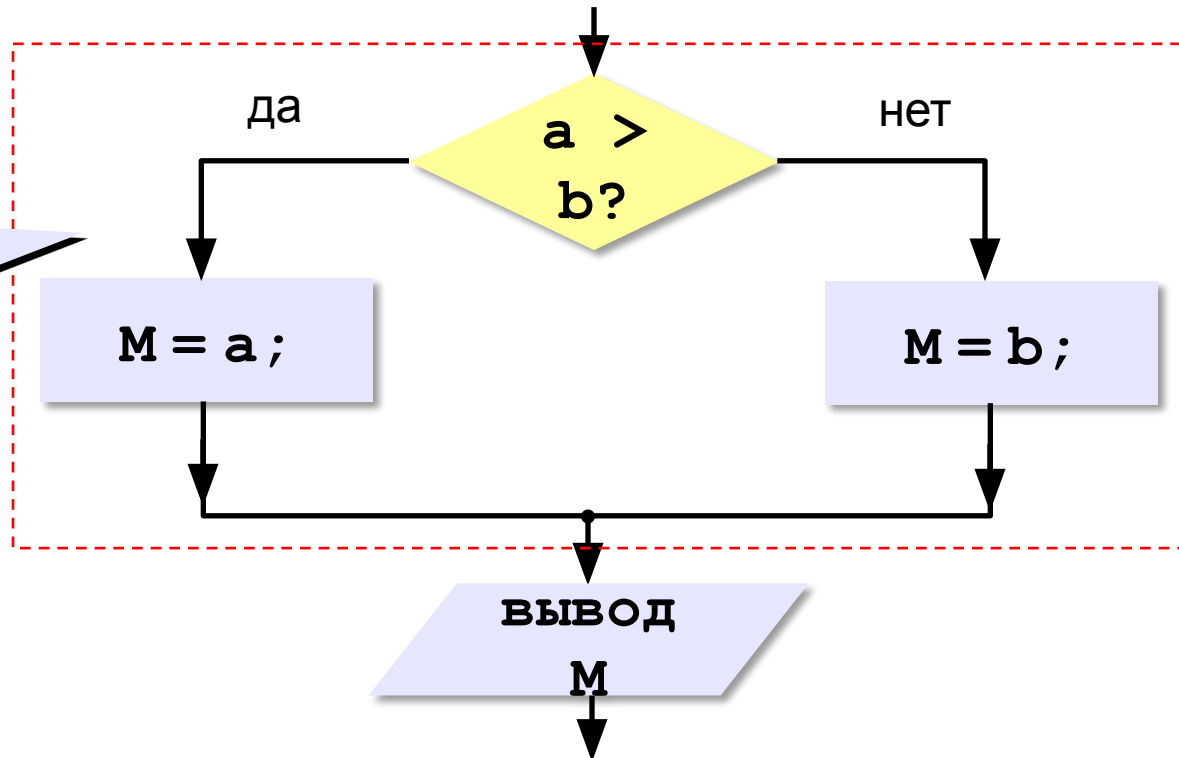 да
a >
b?
нет
M = a;
M = b;
вывод
M